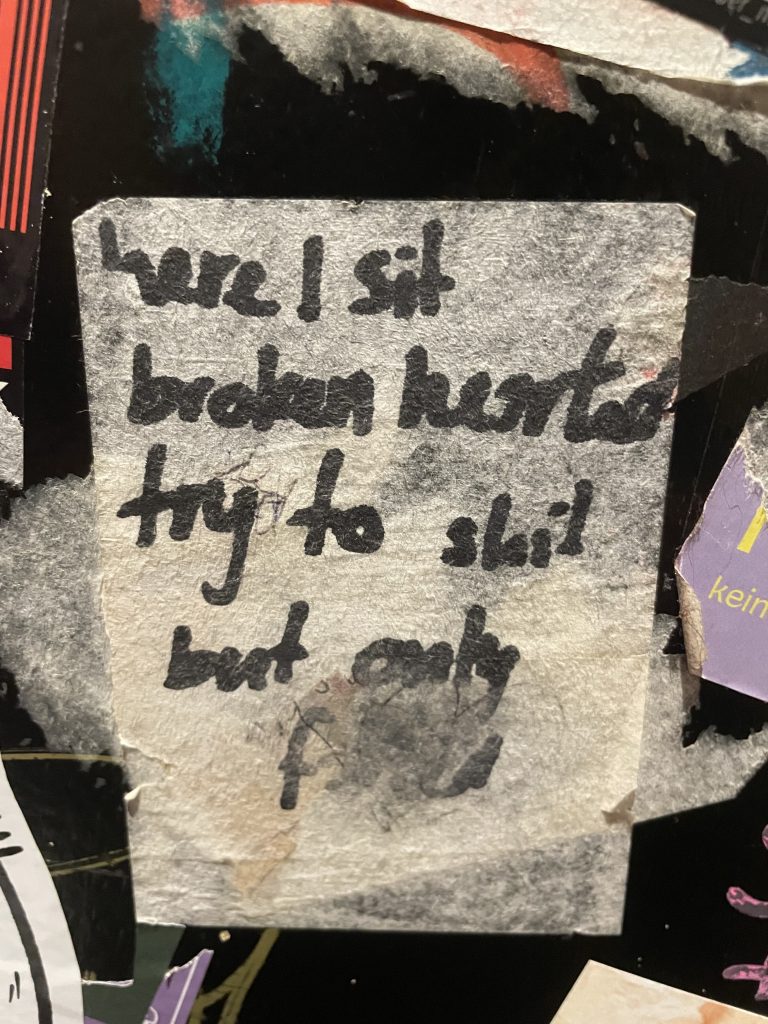 here I sit
broken hearted
try to shit
but only
kein